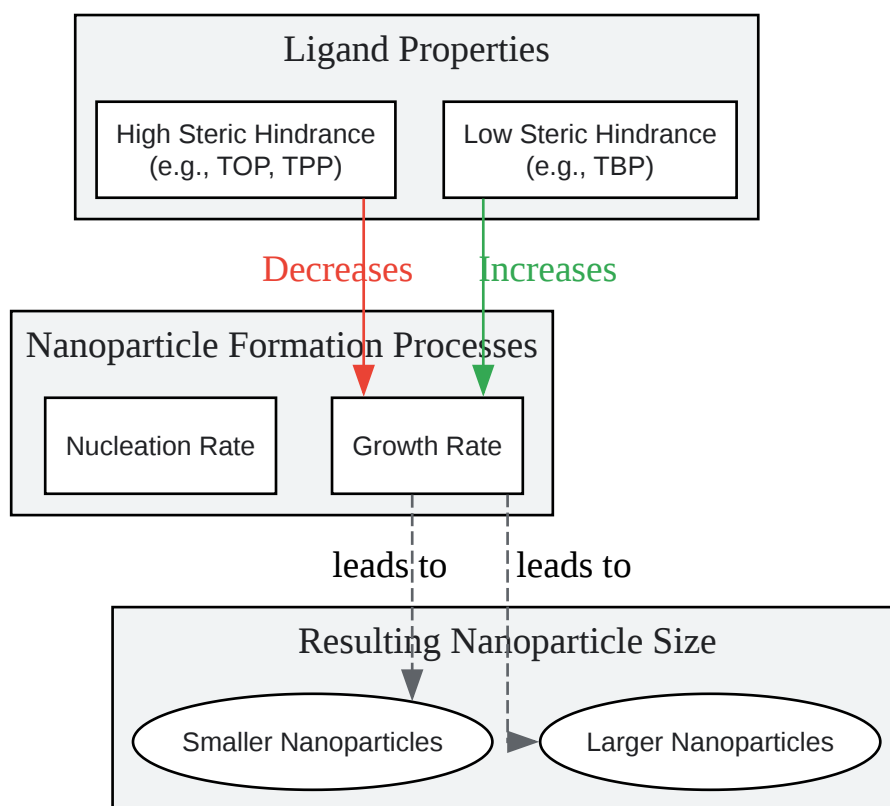 Ligand Properties
High Steric Hindrance
(e.g., TOP, TPP)
Low Steric Hindrance
(e.g., TBP)
Decreases
Increases
Nanoparticle Formation Processes
Nucleation Rate
Growth Rate
leads to
leads to
Resulting Nanoparticle Size
Smaller Nanoparticles
Larger Nanoparticles